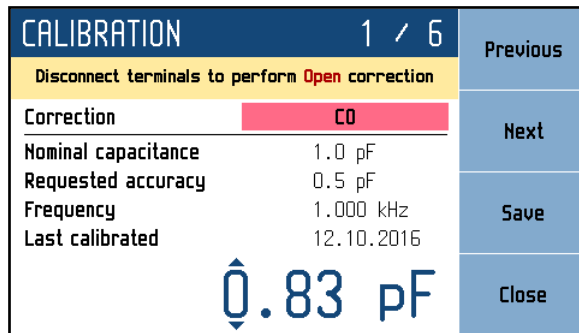 CALIBRATION 1 / 6
Disconnect terminals to perform Open correction
Correction C0
Nominal capacitance 1.0 pF
Requested accuracy 0.5 pF
Frequency 1.000 kHz
Last calibrated 12.10.2016
0.83 pF
Previous
Next
Save
Close